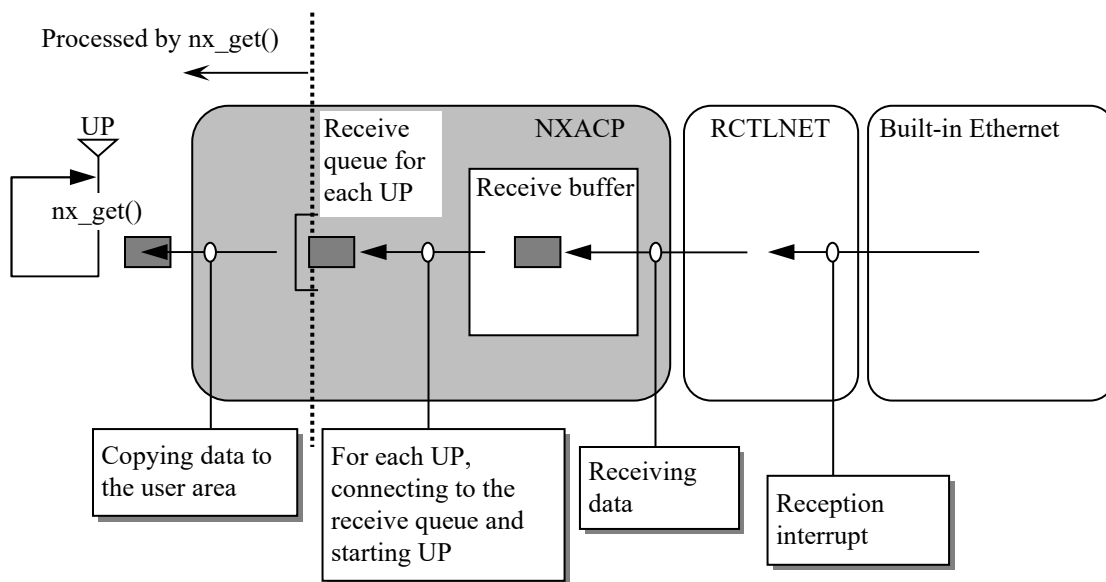 Processed by nx_get()
UP
nx_get()
Receive
queue for
each UP
NXACP
Receive buffer
RCTLNET
Built-in Ethernet
Copying data to
the user area
For each UP,
connecting to the
receive queue and
starting UP
Receiving
data
Reception
interrupt